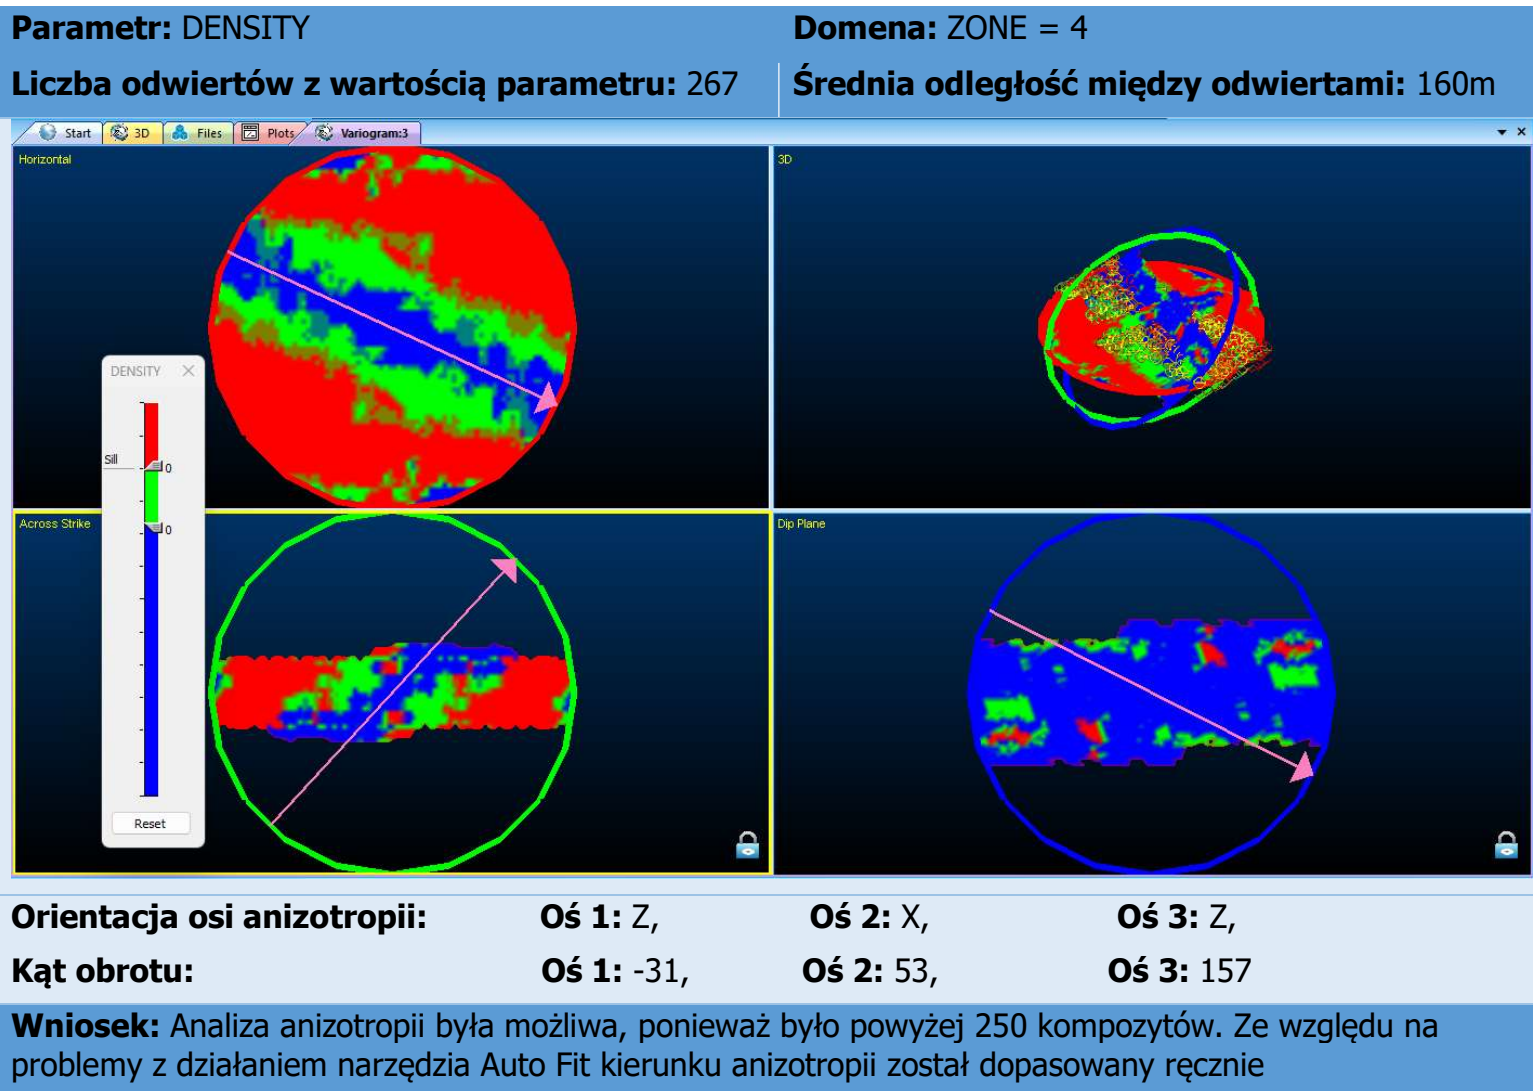 Parametr: DENSITY
Domena: ZONE = 4
Liczba odwiertów z wartością parametru: 267
Średnia odległość między odwiertami: 160m
Start 3D Files Plots Variogram:3
Horizontal
3D
DENSITY
Sill
0
0
Reset
Across Strike
Dip Plane
Orientacja osi anizotropii: Oś 1: Z, Oś 2: X, Oś 3: Z,
Kąt obrotu: Oś 1: -31, Oś 2: 53, Oś 3: 157
Wniosek: Analiza anizotropii była możliwa, ponieważ było powyżej 250 kompozytów. Ze względu na
problemy z działaniem narzędzia Auto Fit kierunku anizotropii został dopasowany ręcznie